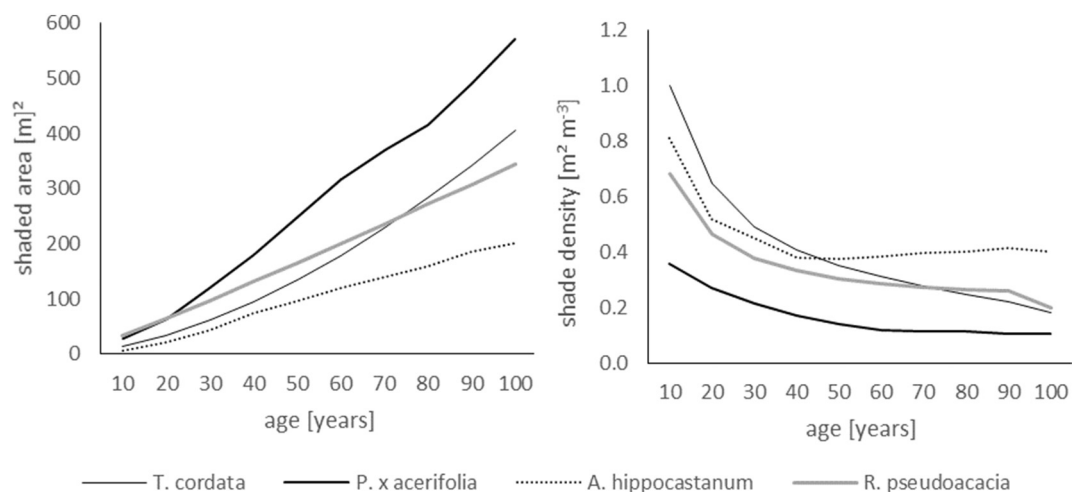 shaded area [m]²
600
500
400
300
200
100
0
10 20 30 40 50 60 70 80 90 100
age [years]
shade density [m² m⁻³]
1.2
1.0
0.8
0.6
0.4
0.2
0.0
10 20 30 40 50 60 70 80 90 100
age [years]
T. cordata P. x acerifolia A. hippocastanum R. pseudoacacia